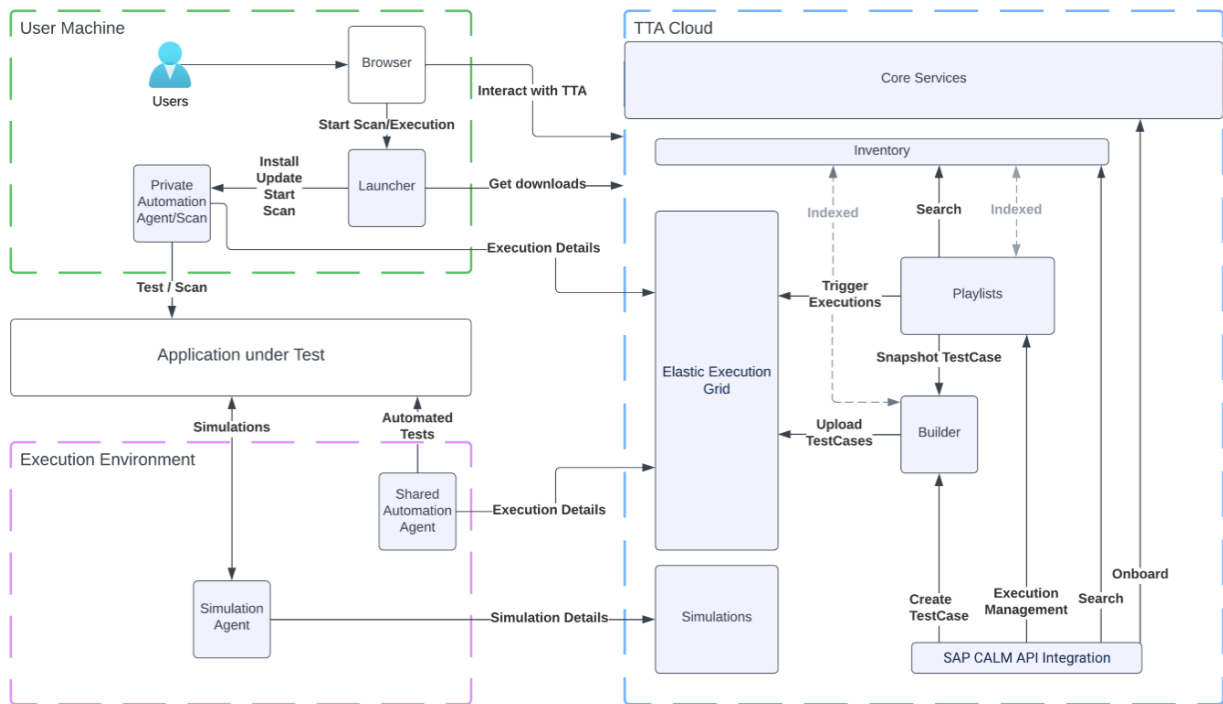 User Machine
TTA Cloud
Users
Browser
Interact with TTA
Core Services
Start Scan/Execution
Install
Update
Start
Scan
Launcher
Get downloads
Private
Automation
Agent/Scan
Inventory
Indexed
Search
Indexed
Execution Details
Test / Scan
Trigger
Executions
Playlists
Application under Test
Elastic Execution
Grid
Snapshot TestCase
Simulations
Automated
Tests
Upload
TestCases
Builder
Execution Environment
Shared
Automation
Agent
Execution Details
Simulation
Agent
Simulation Details
Simulations
Create
TestCase
Execution
Management
Search
Onboard
SAP CALM API Integration